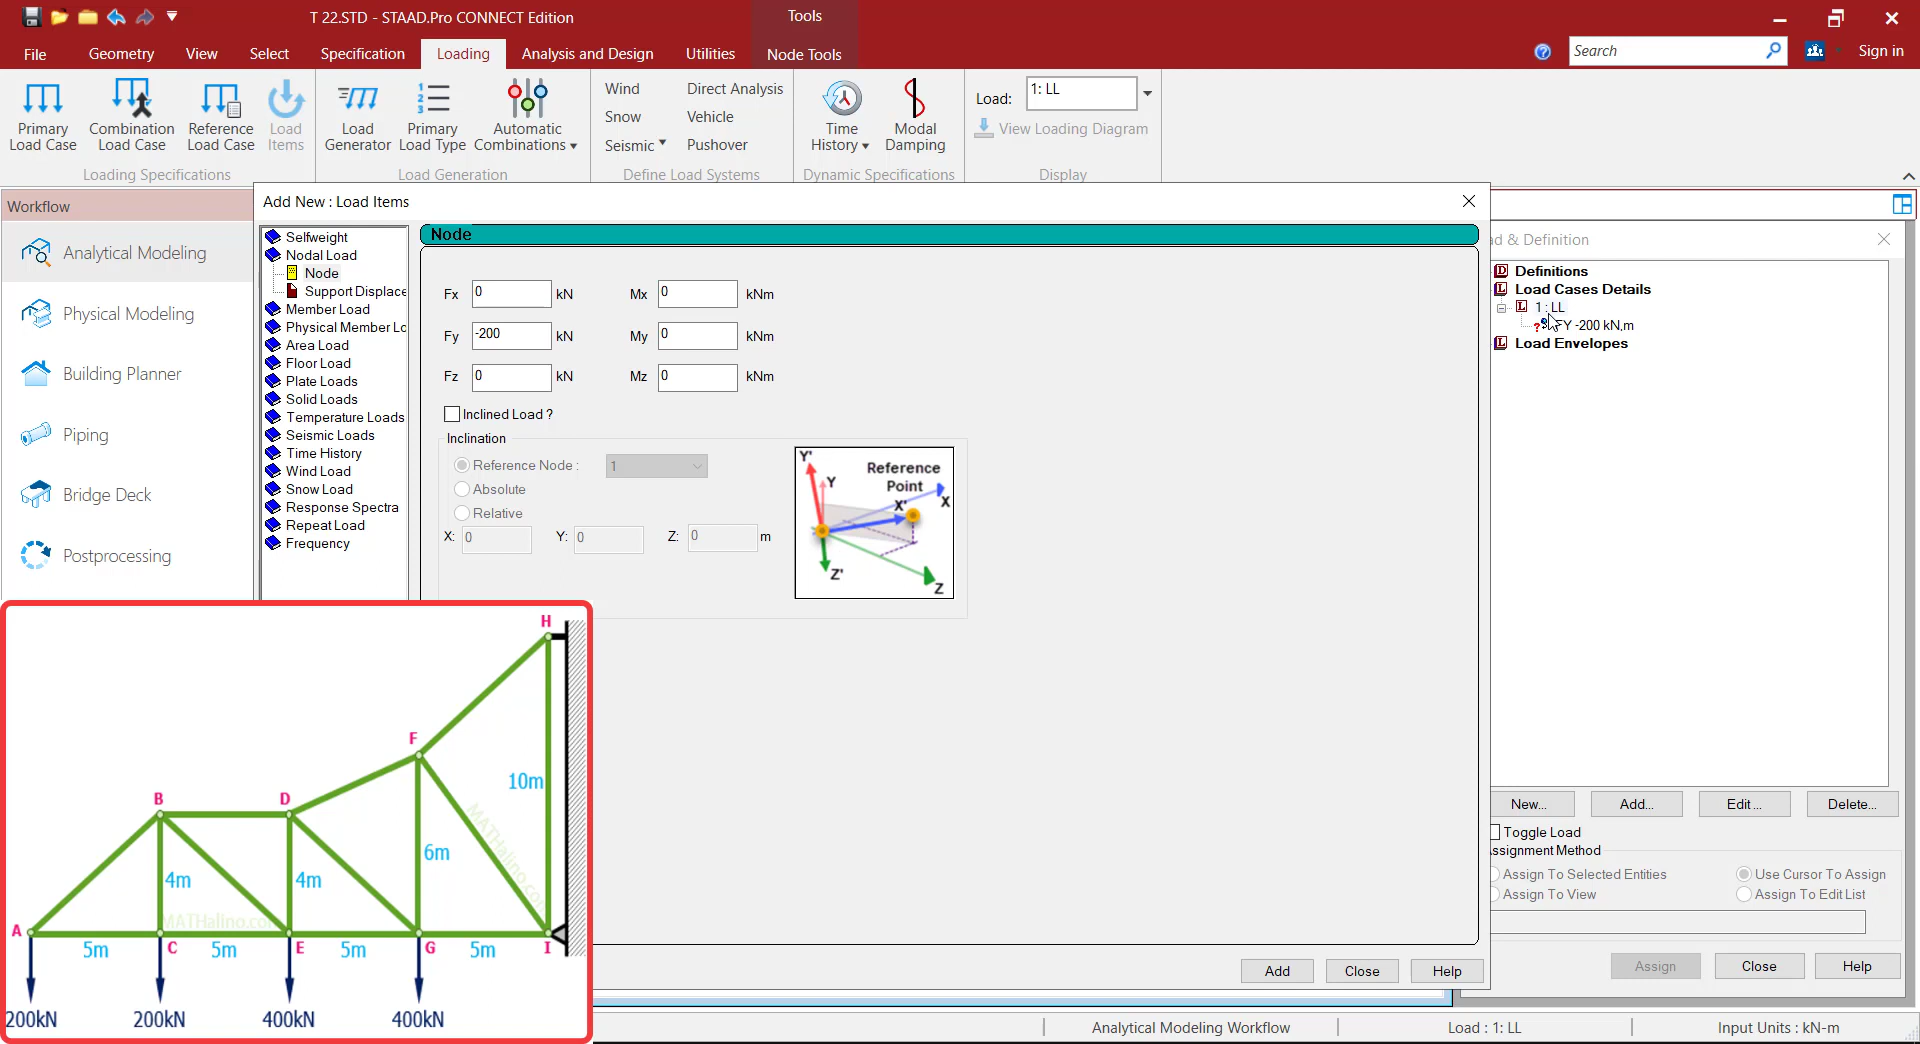 T 22.STD - STAAD.Pro CONNECT Edition
Tools
File
Geometry
View
Select
Specification
Loading
Analysis and Design
Utilities
Node Tools
Search
Sign in
Primary Load Case
Combination Load Case
Reference Load Case
Load Items
Loading Specifications
Load Generator
Primary Load Type
Automatic Combinations
Load Generation
Wind
Snow
Seismic
Direct Analysis
Vehicle
Pushover
Define Load Systems
Time History
Modal Damping
Dynamic Specifications
Load:
1: LL
View Loading Diagram
Display
Workflow
Analytical Modeling
Physical Modeling
Building Planner
Piping
Bridge Deck
Postprocessing
Add New : Load Items
Selfweight
Nodal Load
Node
Support Displace
Member Load
Physical Member Lo
Area Load
Floor Load
Plate Loads
Solid Loads
Temperature Loads
Seismic Loads
Time History
Wind Load
Snow Load
Response Spectra
Repeat Load
Frequency
Node
Fx 0 kN Mx 0 kNm
Fy -200 kN My 0 kNm
Fz 0 kN Mz 0 kNm
Inclined Load ?
Inclination
Reference Node : 1
Absolute
Relative
X: 0 Y: 0 Z: 0 m
Y'
Y
Reference Point
X'
X
Z'
Z
Add
Close
Help
d & Definition
Definitions
Load Cases Details
1 : LL
FY -200 kN,m
Load Envelopes
New...
Add...
Edit...
Delete...
Toggle Load
ssignment Method
Assign To Selected Entities
Use Cursor To Assign
Assign To View
Assign To Edit List
Assign
Close
Help
H
F
10m
B
D
6m
4m
4m
MATHalino.com
MATHalino.com
A
5m
C
5m
E
5m
G
5m
I
200kN
200kN
400kN
400kN
Analytical Modeling Workflow
Load : 1: LL
Input Units : kN-m